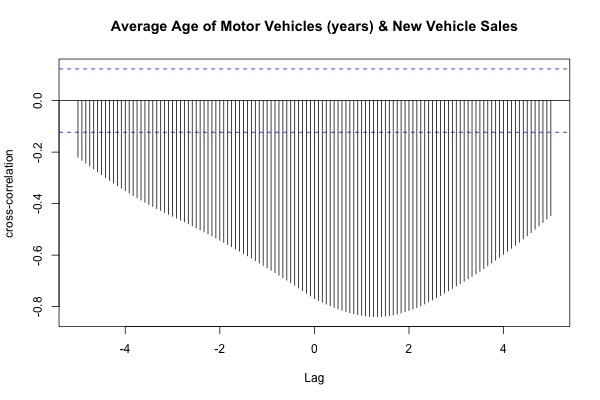 Average Age of Motor Vehicles (years) & New Vehicle Sales
cross-correlation
0.0
-0.2
-0.4
-0.6
-0.8
-4 -2 0 2 4
Lag